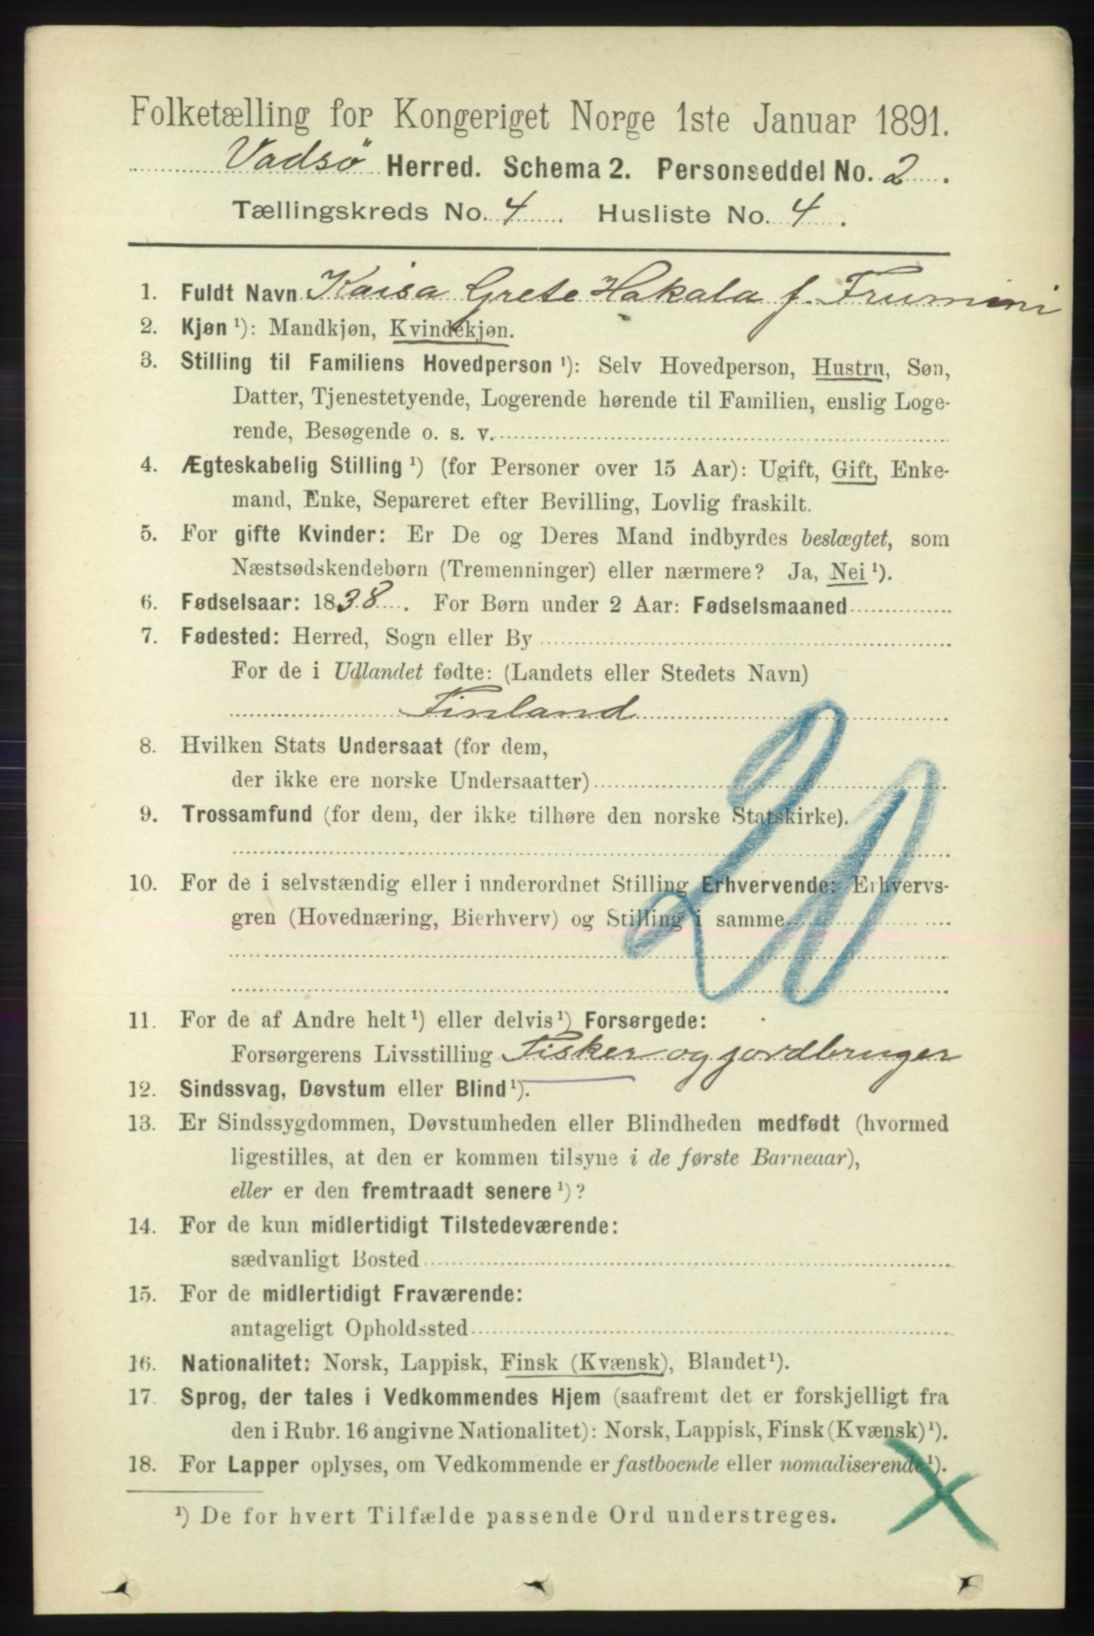 Folketælling for Kongeriget Norge 1ste Januar 1891.
Vadsø Herred. Schema 2. Personseddel No. 2.
Tællingskreds No. 4. Husliste No. 4.
1. Fuldt Navn Kaisa Grete Hakala f.
2. Kjøn ¹): Mandkjøn, Kvindekjøn.
3. Stilling til Familiens Hovedperson ¹): Selv Hovedperson, Hustru, Søn,
Datter, Tjenestetyende, Logerende hørende til Familien, enslig Loge-
rende, Besøgende o. s. v.
4. Ægteskabelig Stilling ¹) (for Personer over 15 Aar): Ugift, Gift, Enke-
mand, Enke, Separeret efter Bevilling, Lovlig fraskilt.
5. For gifte Kvinder: Er De og Deres Mand indbyrdes beslægtet, som
Næstsødskendebørn (Tremenninger) eller nærmere? Ja, Nei ¹).
6. Fødselsaar: 1838. For Børn under 2 Aar: Fødselsmaaned
7. Fødested: Herred, Sogn eller By
For de i Udlandet fødte: (Landets eller Stedets Navn)
Finland
8. Hvilken Stats Undersaat (for dem,
der ikke ere norske Undersaatter)
9. Trossamfund (for dem, der ikke tilhøre den norske Statskirke).
20
10. For de i selvstændig eller i underordnet Stilling Erhvervende: Erhvervs-
gren (Hovednæring, Bierhverv) og Stilling i samme
11. For de af Andre helt ¹) eller delvis ¹) Forsørgede:
Forsørgerens Livsstilling Fisker og jordbruger
12. Sindssvag, Døvstum eller Blind ¹).
13. Er Sindssygdommen, Døvstumheden eller Blindheden medfødt (hvormed
ligestilles, at den er kommen tilsyne i de første Barneaar),
eller er den fremtraadt senere ¹)?
14. For de kun midlertidigt Tilstedeværende:
sædvanligt Bosted
15. For de midlertidigt Fraværende:
antageligt Opholdssted
16. Nationalitet: Norsk, Lappisk, Finsk (Kvænsk), Blandet ¹).
17. Sprog, der tales i Vedkommendes Hjem (saafremt det er forskjelligt fra
den i Rubr. 16 angivne Nationalitet): Norsk, Lappisk, Finsk (Kvænsk) ¹).
18. For Lapper oplyses, om Vedkommende er fastboende eller nomadiserende ¹).
¹) De for hvert Tilfælde passende Ord understreges.